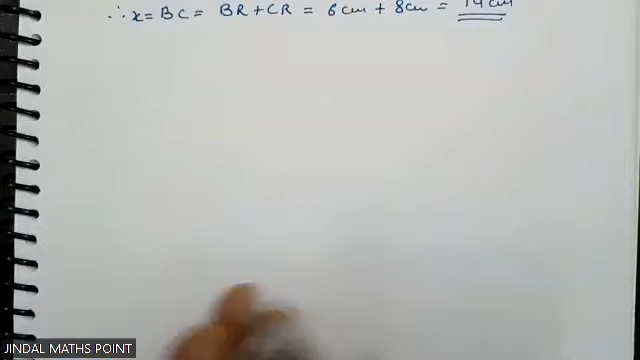 ∴ x = BC = BR + CR = 6 cm + 8 cm = 14 cm
JINDAL MATHS POINT